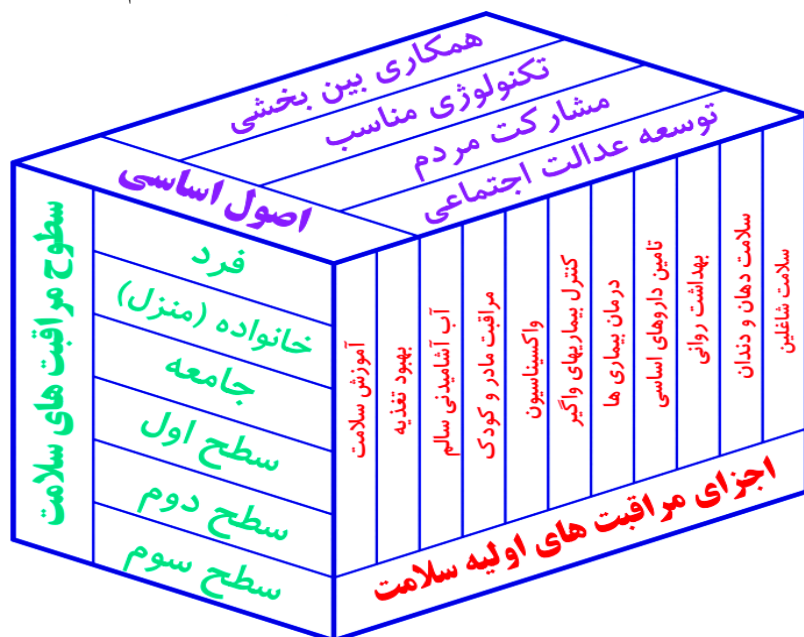 همکاری بین بخشی
تکنولوژی مناسب
مشارکت مردم
توسعه عدالت اجتماعی
اصول اساسی
سطوح مراقبت های سلامت
فرد
خانواده (منزل)
جامعه
سطح اول
سطح دوم
سطح سوم
آموزش سلامت
بهبود تغذیه
آب آشامیدنی سالم
مراقبت مادر و کودک
واکسیناسیون
کنترل بیماریهای واگیر
درمان بیماری ها
تامین داروهای اساسی
بهداشت روانی
سلامت دهان و دندان
سلامت شاغلین
اجزای مراقبت های اولیه سلامت